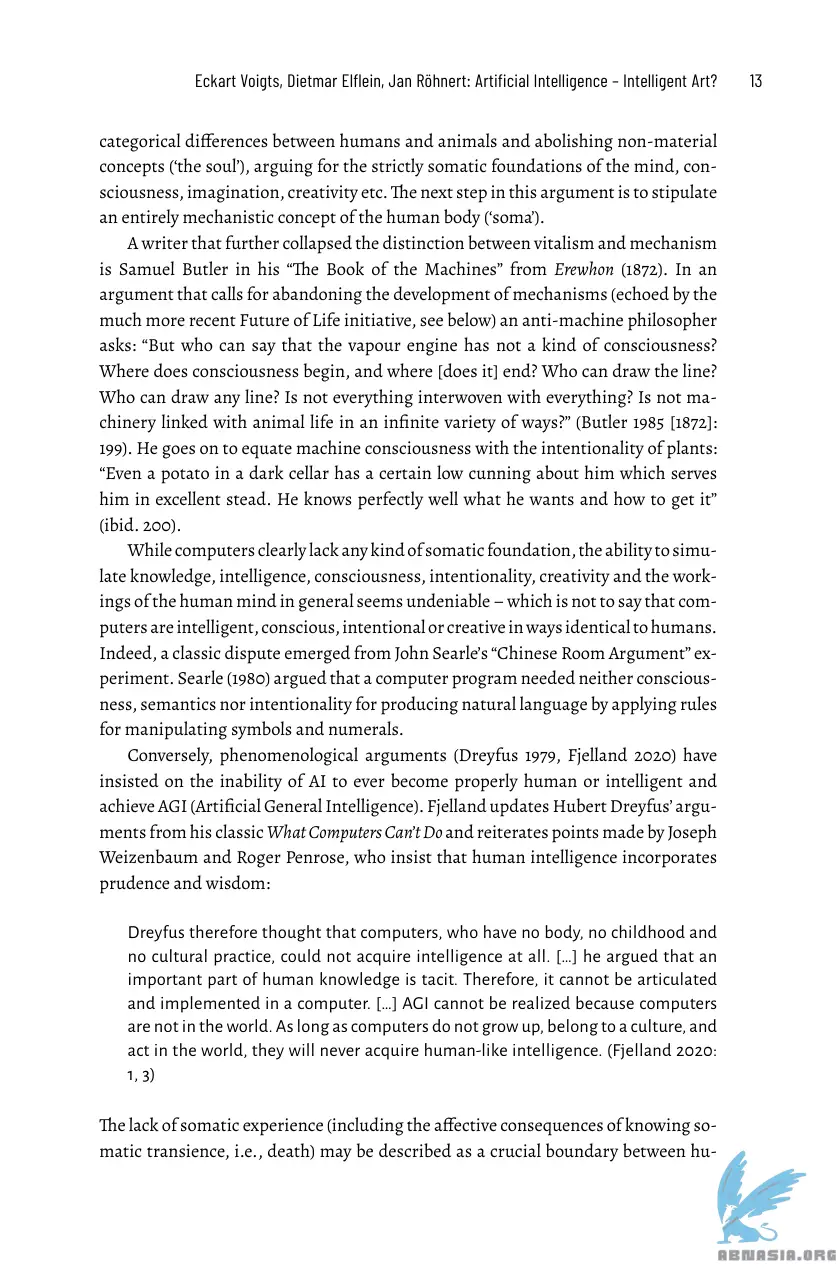 Eckart Voigts, Dietmar Elflein, Jan Röhnert: Artificial Intelligence – Intelligent Art? 13
categorical differences between humans and animals and abolishing non-material
concepts (‘the soul’), arguing for the strictly somatic foundations of the mind, con-
sciousness, imagination, creativity etc. The next step in this argument is to stipulate
an entirely mechanistic concept of the human body (‘soma’).
A writer that further collapsed the distinction between vitalism and mechanism
is Samuel Butler in his “The Book of the Machines” from Erewhon (1872). In an
argument that calls for abandoning the development of mechanisms (echoed by the
much more recent Future of Life initiative, see below) an anti-machine philosopher
asks: “But who can say that the vapour engine has not a kind of consciousness?
Where does consciousness begin, and where [does it] end? Who can draw the line?
Who can draw any line? Is not everything interwoven with everything? Is not ma-
chinery linked with animal life in an infinite variety of ways?” (Butler 1985 [1872]:
199). He goes on to equate machine consciousness with the intentionality of plants:
“Even a potato in a dark cellar has a certain low cunning about him which serves
him in excellent stead. He knows perfectly well what he wants and how to get it”
(ibid. 200).
While computers clearly lack any kind of somatic foundation, the ability to simu-
late knowledge, intelligence, consciousness, intentionality, creativity and the work-
ings of the human mind in general seems undeniable – which is not to say that com-
puters are intelligent, conscious, intentional or creative in ways identical to humans.
Indeed, a classic dispute emerged from John Searle’s “Chinese Room Argument” ex-
periment. Searle (1980) argued that a computer program needed neither conscious-
ness, semantics nor intentionality for producing natural language by applying rules
for manipulating symbols and numerals.
Conversely, phenomenological arguments (Dreyfus 1979, Fjelland 2020) have
insisted on the inability of AI to ever become properly human or intelligent and
achieve AGI (Artificial General Intelligence). Fjelland updates Hubert Dreyfus’ argu-
ments from his classic What Computers Can’t Do and reiterates points made by Joseph
Weizenbaum and Roger Penrose, who insist that human intelligence incorporates
prudence and wisdom:
Dreyfus therefore thought that computers, who have no body, no childhood and
no cultural practice, could not acquire intelligence at all. […] he argued that an
important part of human knowledge is tacit. Therefore, it cannot be articulated
and implemented in a computer. […] AGI cannot be realized because computers
are not in the world. As long as computers do not grow up, belong to a culture, and
act in the world, they will never acquire human-like intelligence. (Fjelland 2020:
1, 3)
The lack of somatic experience (including the affective consequences of knowing so-
matic transience, i.e., death) may be described as a crucial boundary between hu-
ABNASIA.ORG